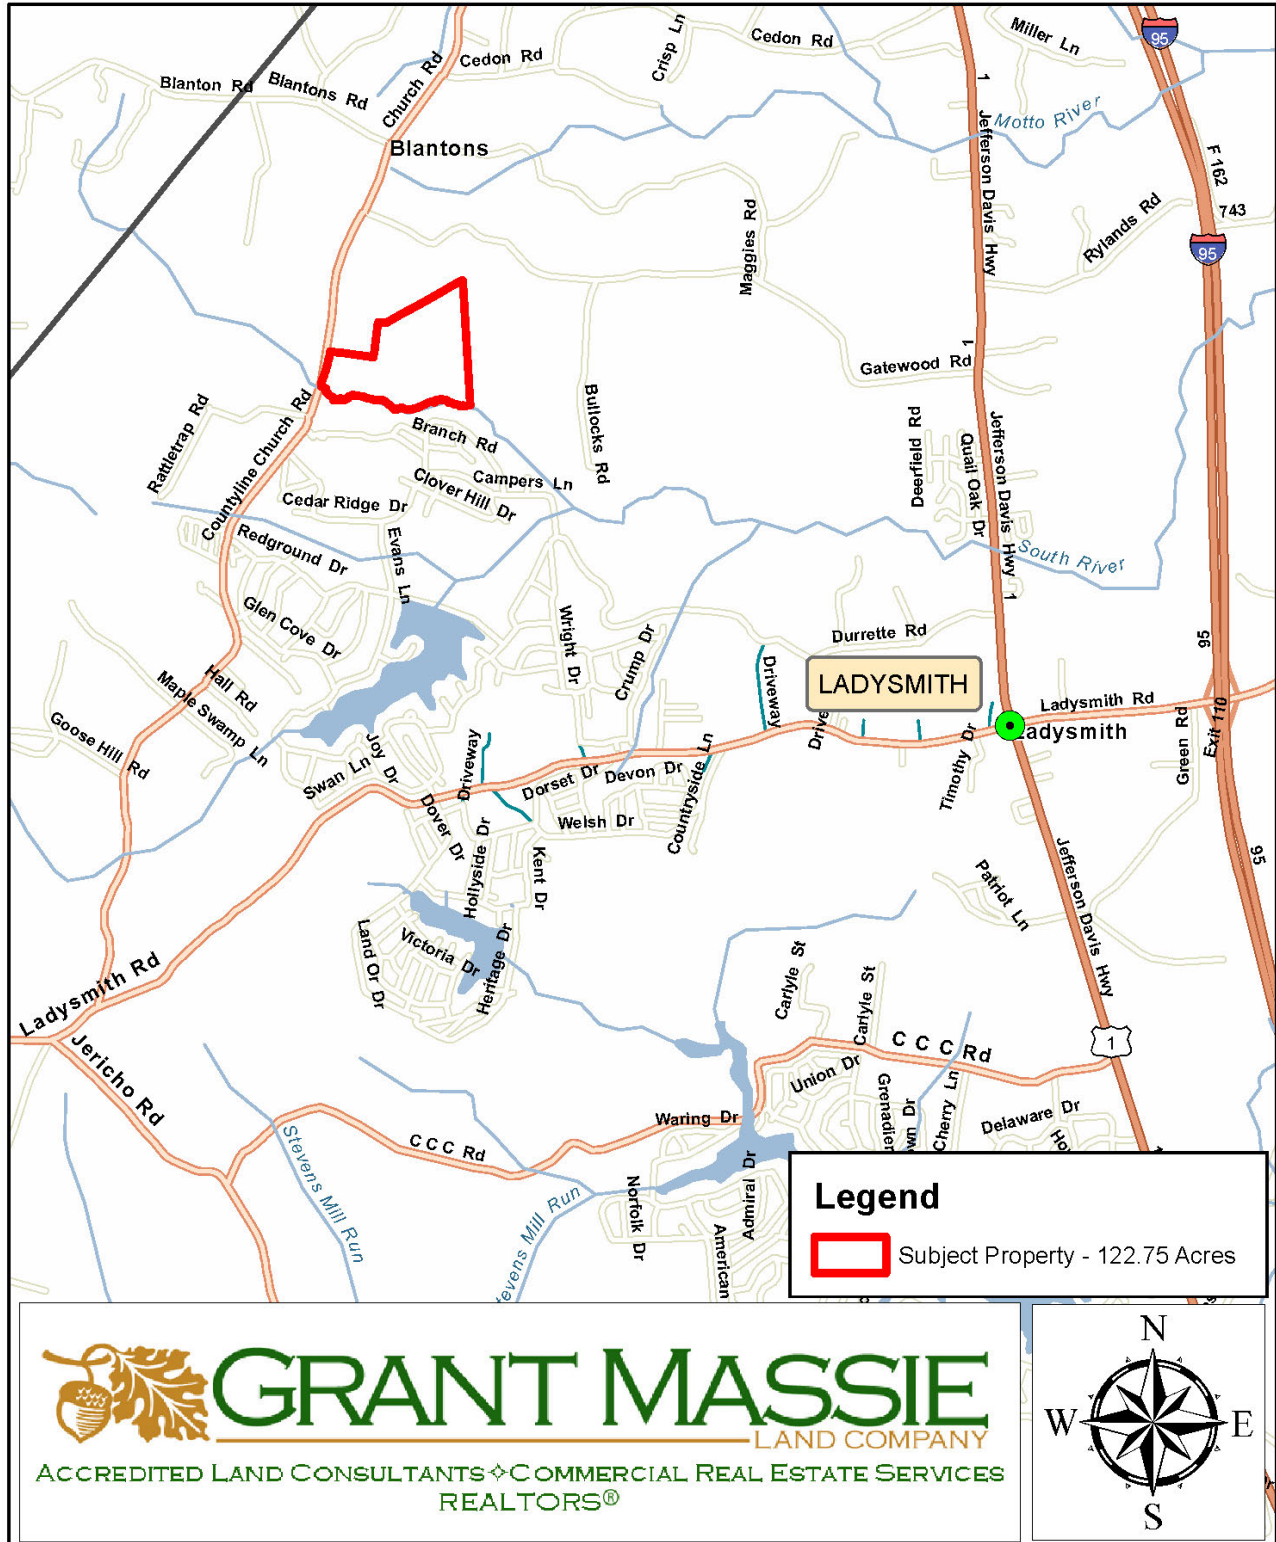 Miller Ln
95
Cedon Rd
Crisp Ln
Cedon Rd
Church Rd
Blanton Rd
Blantons Rd
1
Motto River
Blantons
Jefferson Davis Hwy
F 162
743
Rylands Rd
95
Maggies Rd
1
Gatewood Rd
Rattletrap Rd
Countyline Church Rd
Branch Rd
Bullocks Rd
Deerfield Rd
Quail Oak Dr
Jefferson Davis Hwy
Campers Ln
Clover Hill Dr
Cedar Ridge Dr
Redground Dr
Evans Ln
South River
1
Glen Cove Dr
Wright Dr
Crump Dr
Durrette Rd
95
Driveway
LADYSMITH
Hall Rd
Maple Swamp Ln
Goose Hill Rd
Ladysmith Rd
Ladysmith
Exit 110
Green Rd
Timothy Dr
Joy Dr
Swan Ln
Driveway
Dorset Dr
Devon Dr
Countryside Ln
Dover Dr
Welsh Dr
Hollyside Dr
Kent Dr
Jefferson Davis Hwy
95
Patriot Ln
Land Or Dr
Victoria Dr
Heritage Dr
Carlyle St
Carlyle St
Ladysmith Rd
Jericho Rd
C C C Rd
1
Union Dr
Grenadier
own Dr
Cherry Ln
Delaware Dr
Waring Dr
C C C Rd
Stevens Mill Run
Admiral Dr
Norfolk Dr
American
tevens Mill Run
Legend
Subject Property - 122.75 Acres
GRANT MASSIE
LAND COMPANY
ACCREDITED LAND CONSULTANTS✧COMMERCIAL REAL ESTATE SERVICES
REALTORS®
N
W
E
S